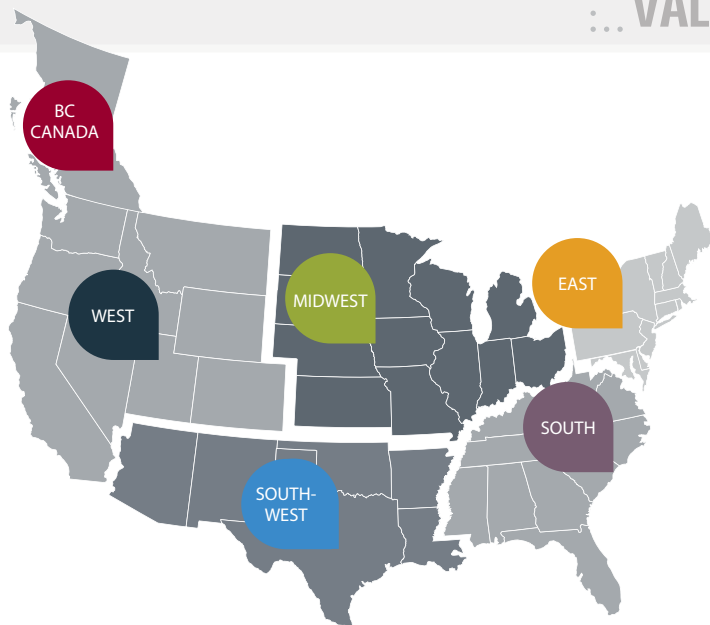 :... VAL
BC
CANADA
WEST
MIDWEST
EAST
SOUTH
SOUTH-
WEST